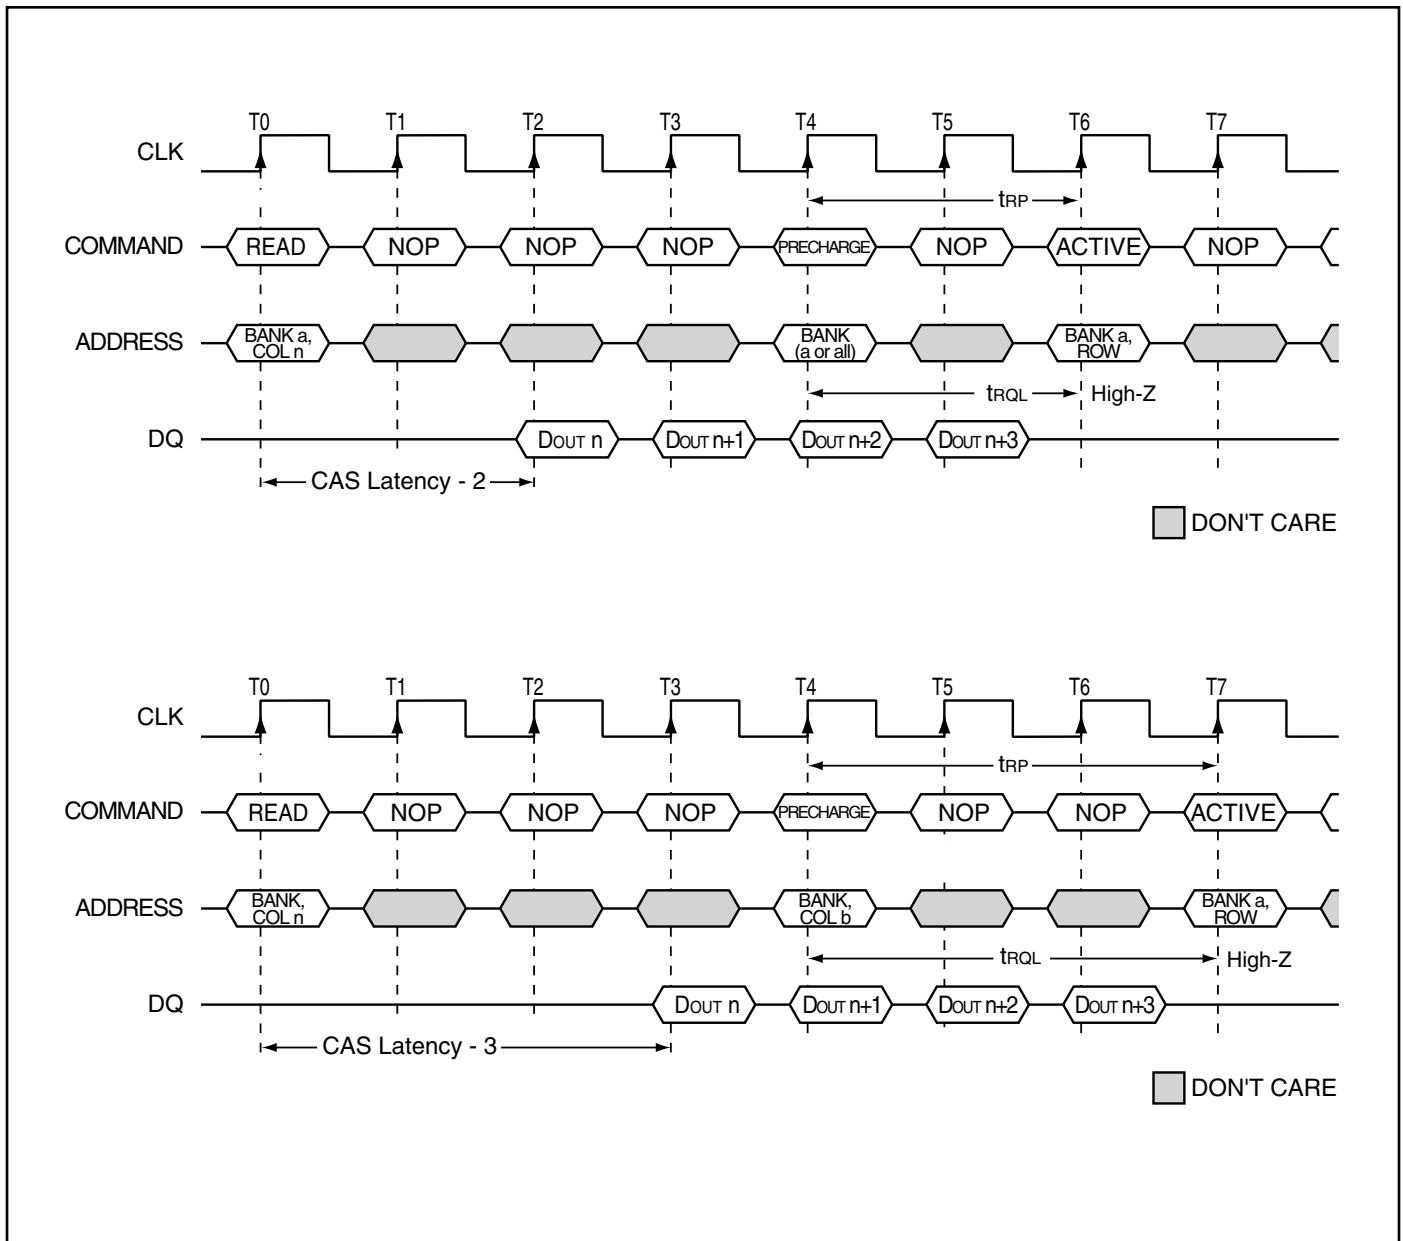 T0 T1 T2 T3 T4 T5 T6 T7
CLK
tRP
COMMAND READ NOP NOP NOP PRECHARGE NOP ACTIVE NOP
ADDRESS BANK a, COL n BANK (a or all) BANK a, ROW
tRQL High-Z
DQ DOUT n DOUT n+1 DOUT n+2 DOUT n+3
CAS Latency - 2
DON'T CARE
T0 T1 T2 T3 T4 T5 T6 T7
CLK
tRP
COMMAND READ NOP NOP NOP PRECHARGE NOP NOP ACTIVE
ADDRESS BANK, COL n BANK, COL b BANK a, ROW
tRQL High-Z
DQ DOUT n DOUT n+1 DOUT n+2 DOUT n+3
CAS Latency - 3
DON'T CARE